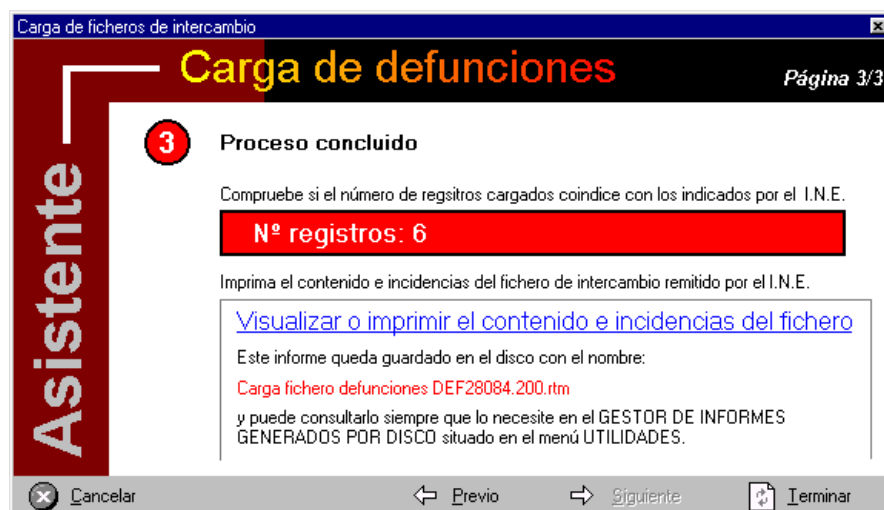 Carga de ficheros de intercambio
Carga de defunciones
Página 3/3
Asistente
3
Proceso concluido
Compruebe si el número de regsitros cargados coindice con los indicados por el I.N.E.
Nº registros: 6
Imprima el contenido e incidencias del fichero de intercambio remitido por el I.N.E.
Visualizar o imprimir el contenido e incidencias del fichero
Este informe queda guardado en el disco con el nombre:
Carga fichero defunciones DEF28084.200.rtm
y puede consultarlo siempre que lo necesite en el GESTOR DE INFORMES
GENERADOS POR DISCO situado en el menú UTILIDADES.
Cancelar
Previo
Siguiente
Terminar